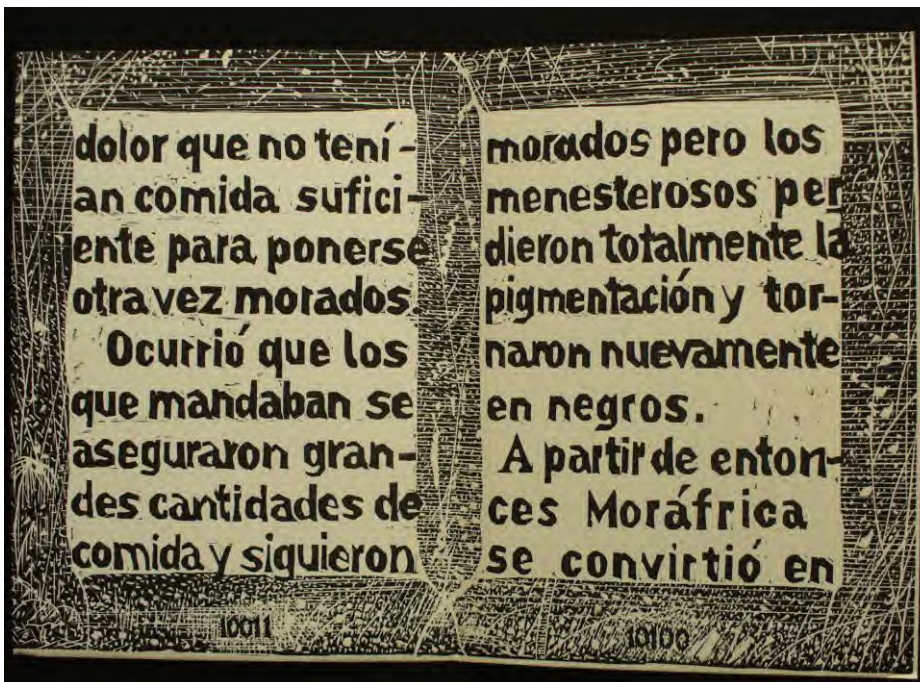 dolor que no tení-
an comida sufici-
ente para ponerse
otra vez morados.
Ocurrió que los
que mandaban se
aseguraron gran-
des cantidades de
comida y siguieron
10011
morados pero los
menesterosos per
dieron totalmente la
pigmentación y tor-
naron nuevamente
en negros.
A partir de enton-
ces Moráfrica
se convirtió en
10100